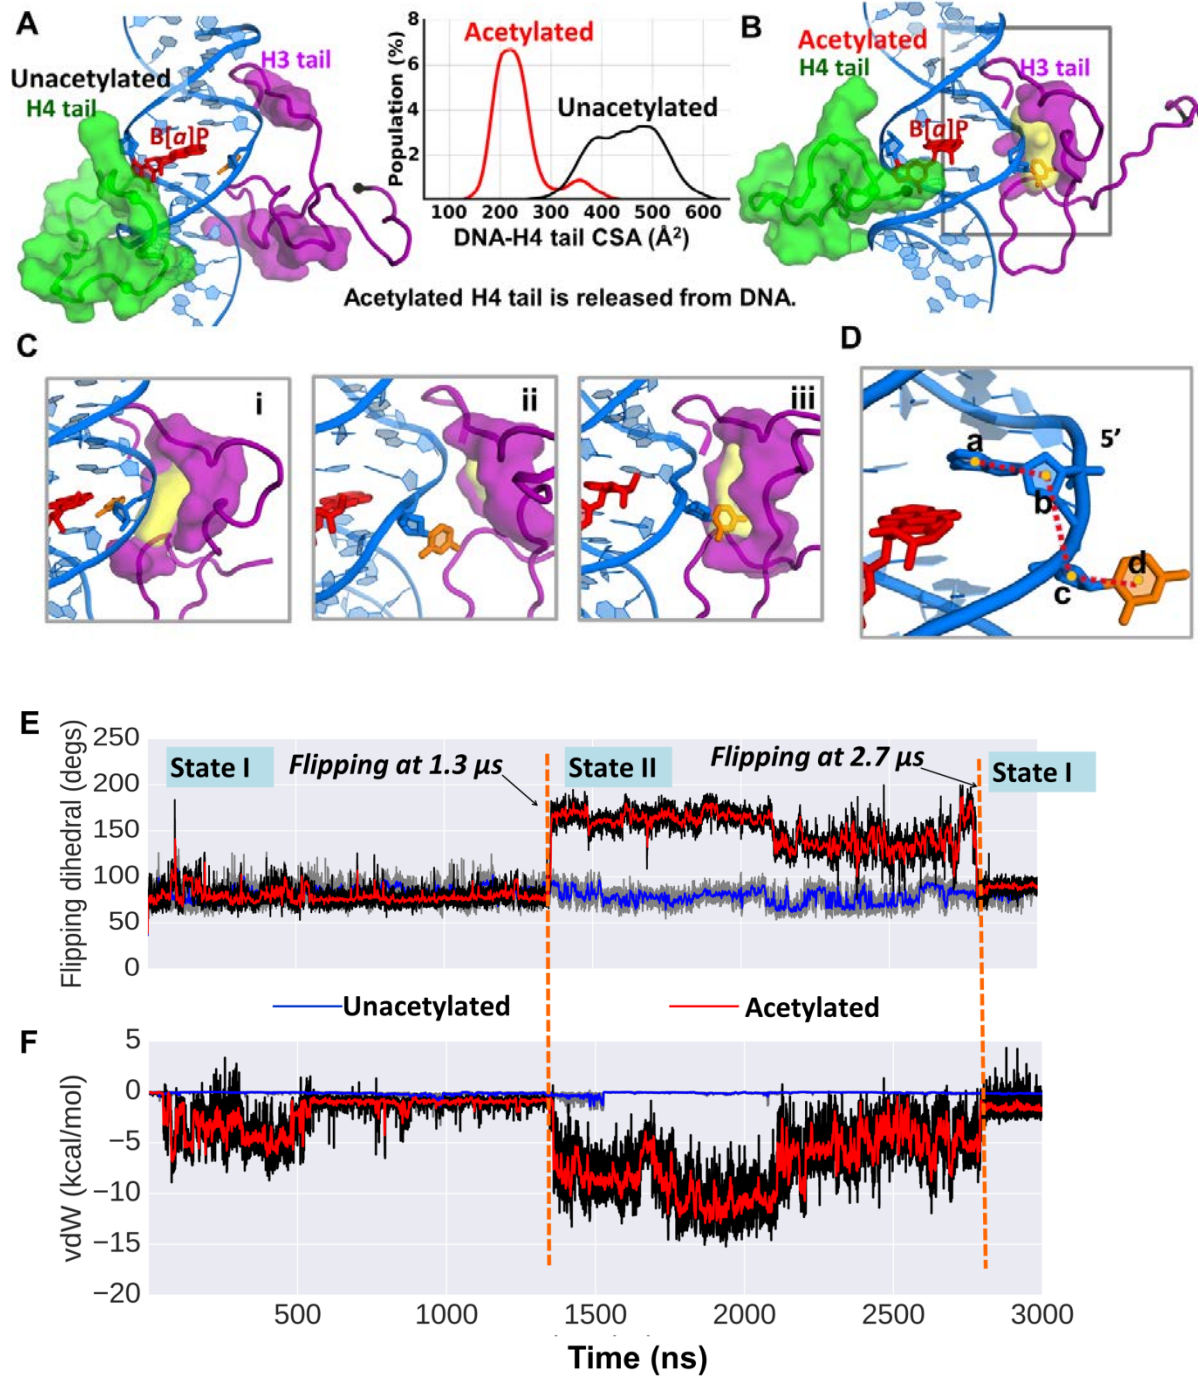 A
Unacetylated
H4 tail
B[a]P
H3 tail
8
6
4
2
Population (%)
Acetylated
Unacetylated
100 200 300 400 500 600
DNA-H4 tail CSA (Å²)
B
Acetylated
H4 tail
B[a]P
H3 tail
Acetylated H4 tail is released from DNA.
C
i
ii
iii
D
a
b
c
d
5’
E
Flipping dihedral (degs)
250
200
150
100
50
0
State I
Flipping at 1.3 µs
State II
Flipping at 2.7 µs
State I
Unacetylated
Acetylated
F
vdW (kcal/mol)
5
0
−5
−10
−15
−20
500 1000 1500 2000 2500 3000
Time (ns)